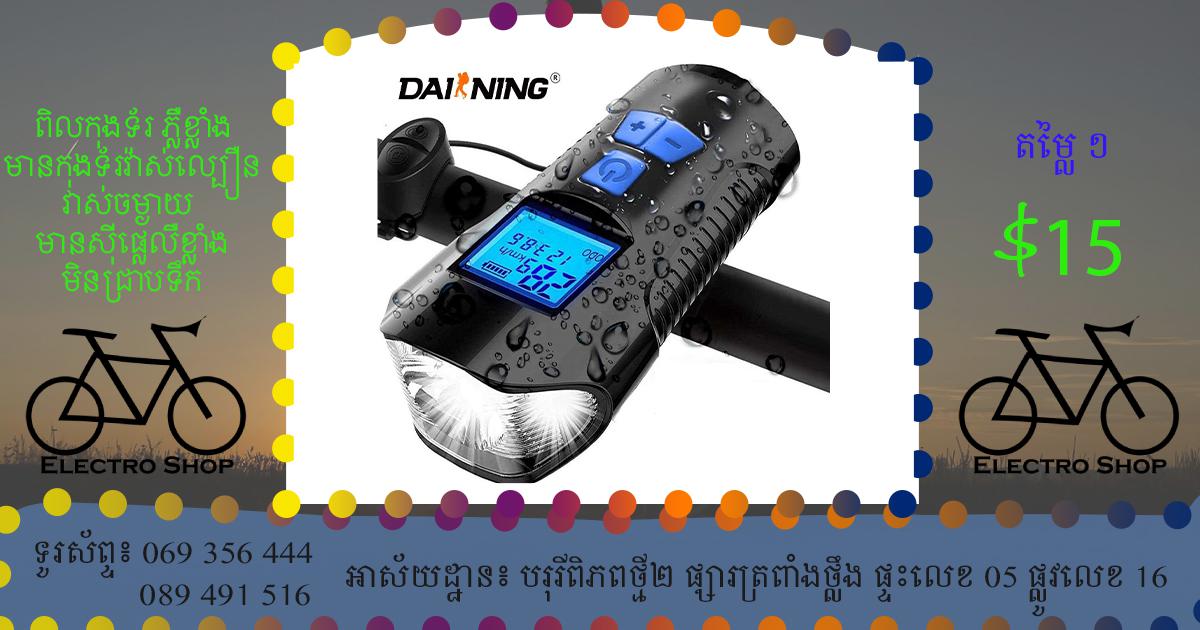 DAINING®
ពិលកុងទ័រ ភ្លឺខ្លាំង
មានកុងទ័រវ៉ាស់ល្បឿន
វ៉ាស់ចម្ងាយ
មានស៊ីផ្លេលឺខ្លាំង
មិនជ្រាបទឹក
តម្លៃ ១
$15
ELECTRO SHOP
ELECTRO SHOP
ទូរស័ព្ទ៖ 069 356 444
089 491 516
អាស័យដ្ឋាន៖ បរុរីពិភពថ្មី២ ផ្សារត្រពាំងថ្លឹង ផ្ទះលេខ 05 ផ្លូវលេខ 16